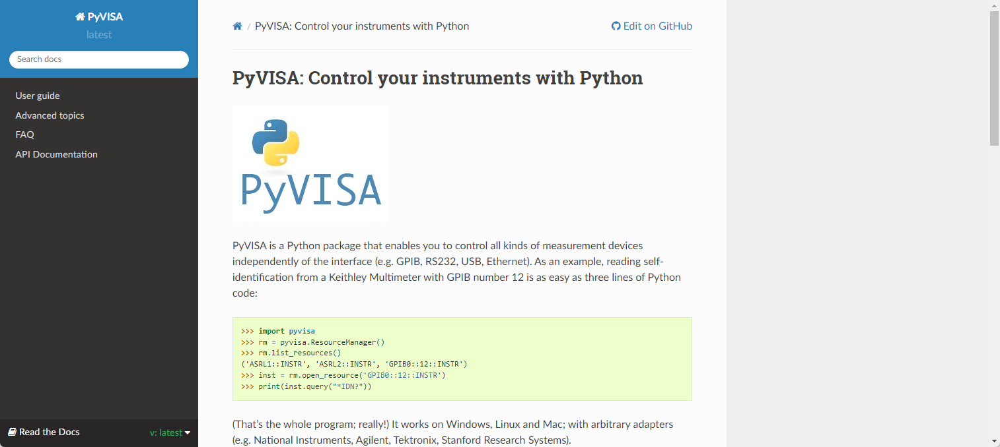 PyVISA
latest
Search docs
User guide
Advanced topics
FAQ
API Documentation
Read the Docs
v: latest
/ PyVISA: Control your instruments with Python
Edit on GitHub
PyVISA: Control your instruments with Python
PyVISA
PyVISA is a Python package that enables you to control all kinds of measurement devices
independently of the interface (e.g. GPIB, RS232, USB, Ethernet). As an example, reading self-
identification from a Keithley Multimeter with GPIB number 12 is as easy as three lines of Python
code:
>>> import pyvisa
>>> rm = pyvisa.ResourceManager()
>>> rm.list_resources()
('ASRL1::INSTR', 'ASRL2::INSTR', 'GPIB0::12::INSTR')
>>> inst = rm.open_resource('GPIB0::12::INSTR')
>>> print(inst.query("*IDN?"))
(That’s the whole program; really!) It works on Windows, Linux and Mac; with arbitrary adapters
(e.g. National Instruments, Agilent, Tektronix, Stanford Research Systems).